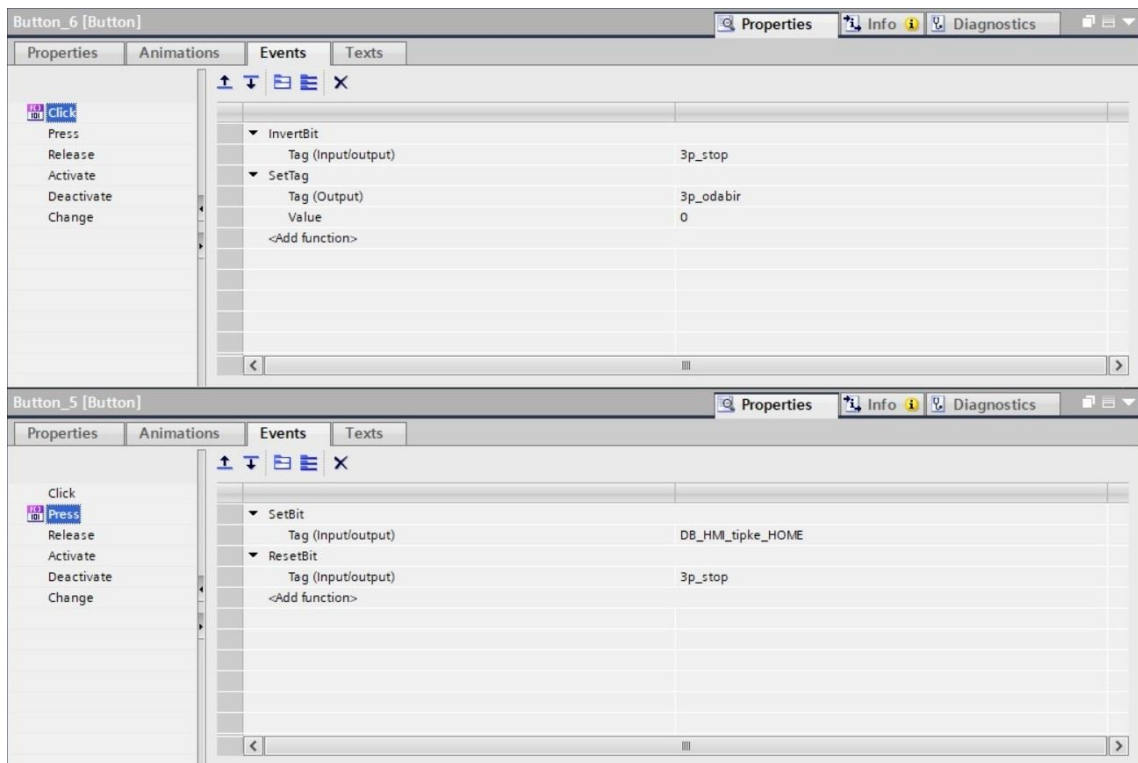 Button_6 [Button] Properties Info Diagnostics
Properties Animations Events Texts
Click
Press
Release
Activate
Deactivate
Change
InvertBit
Tag (Input/output) 3p_stop
SetTag
Tag (Output) 3p_odabir
Value 0
<Add function>
Button_5 [Button] Properties Info Diagnostics
Properties Animations Events Texts
Click
Press
Release
Activate
Deactivate
Change
SetBit
Tag (Input/output) DB_HMI_tipke_HOME
ResetBit
Tag (Input/output) 3p_stop
<Add function>